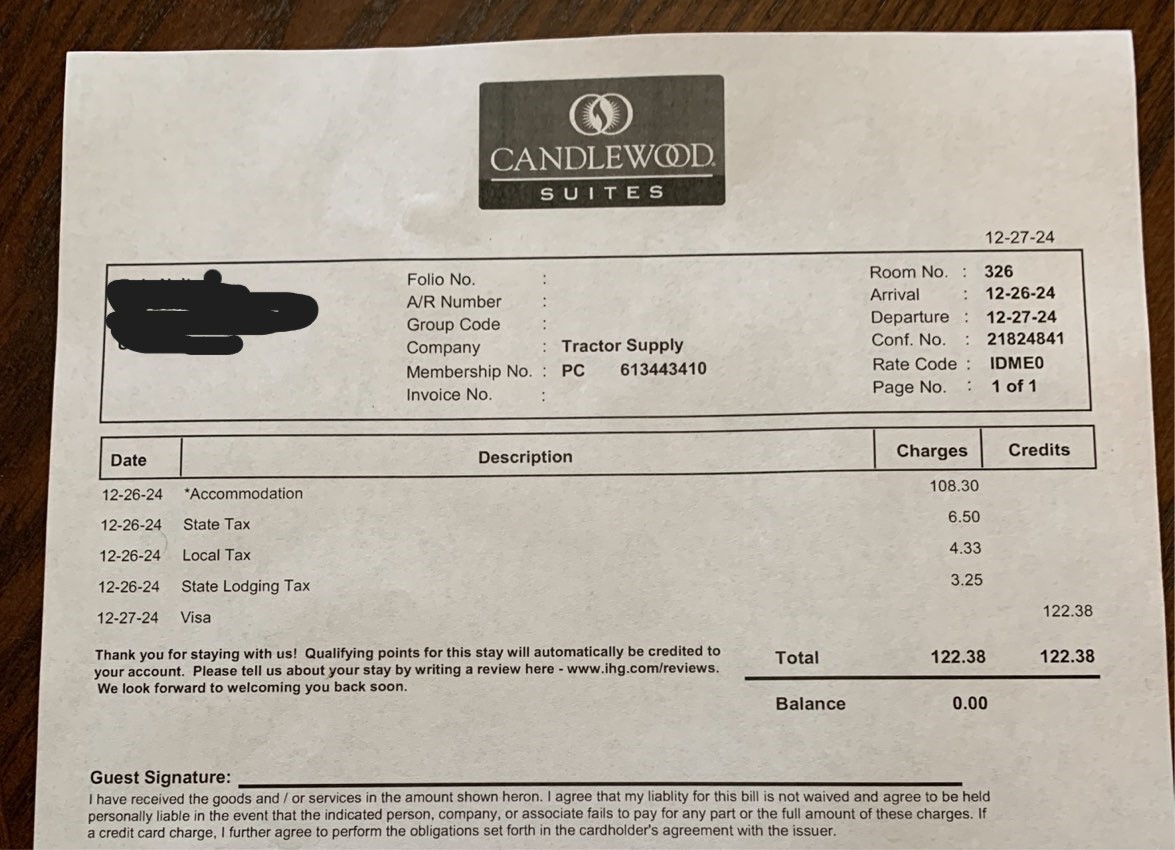 CANDLEWOOD
SUITES
12-27-24
Folio No. :
A/R Number :
Group Code :
Company : Tractor Supply
Membership No. : PC 613443410
Invoice No. :
Room No. : 326
Arrival : 12-26-24
Departure : 12-27-24
Conf. No. : 21824841
Rate Code : IDME0
Page No. : 1 of 1
Date Description Charges Credits
12-26-24 *Accommodation 108.30
12-26-24 State Tax 6.50
12-26-24 Local Tax 4.33
12-26-24 State Lodging Tax 3.25
12-27-24 Visa 122.38
Thank you for staying with us! Qualifying points for this stay will automatically be credited to
your account. Please tell us about your stay by writing a review here - www.ihg.com/reviews.
We look forward to welcoming you back soon.
Total 122.38 122.38
Balance 0.00
Guest Signature:
I have received the goods and / or services in the amount shown heron. I agree that my liablity for this bill is not waived and agree to be held
personally liable in the event that the indicated person, company, or associate fails to pay for any part or the full amount of these charges. If
a credit card charge, I further agree to perform the obligations set forth in the cardholder's agreement with the issuer.